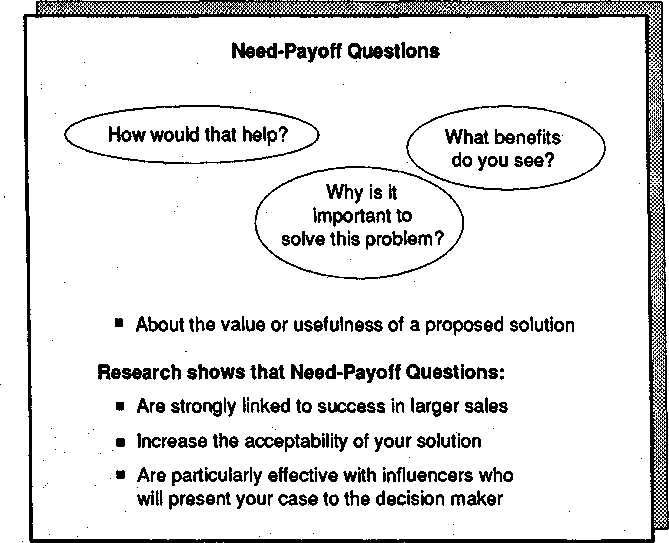 Need-Payoff Questions
How would that help?
What benefits
do you see?
Why is it
important to
solve this problem?
■ About the value or usefulness of a proposed solution
Research shows that Need-Payoff Questions:
■ Are strongly linked to success in larger sales
■ Increase the acceptability of your solution
■ Are particularly effective with influencers who
will present your case to the decision maker